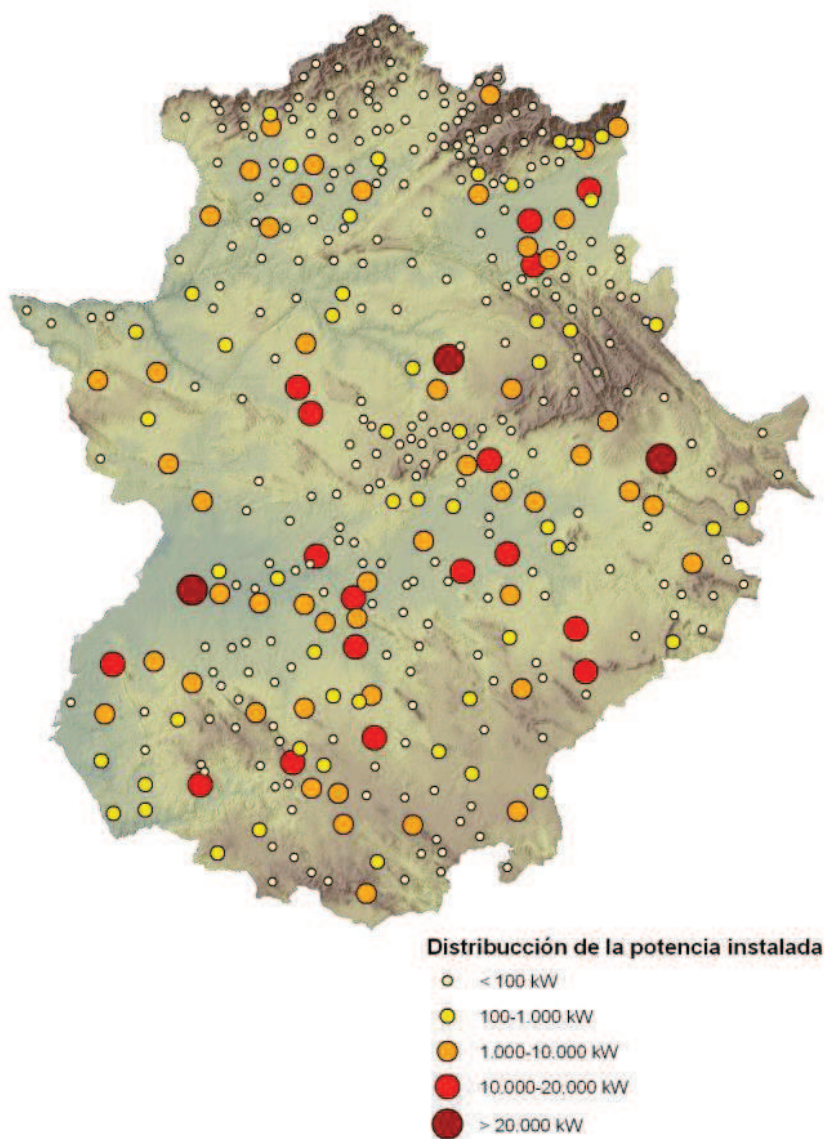 Distribucción de la potencia instalada
< 100 kW
100-1.000 kW
1.000-10.000 kW
10.000-20.000 kW
> 20.000 kW